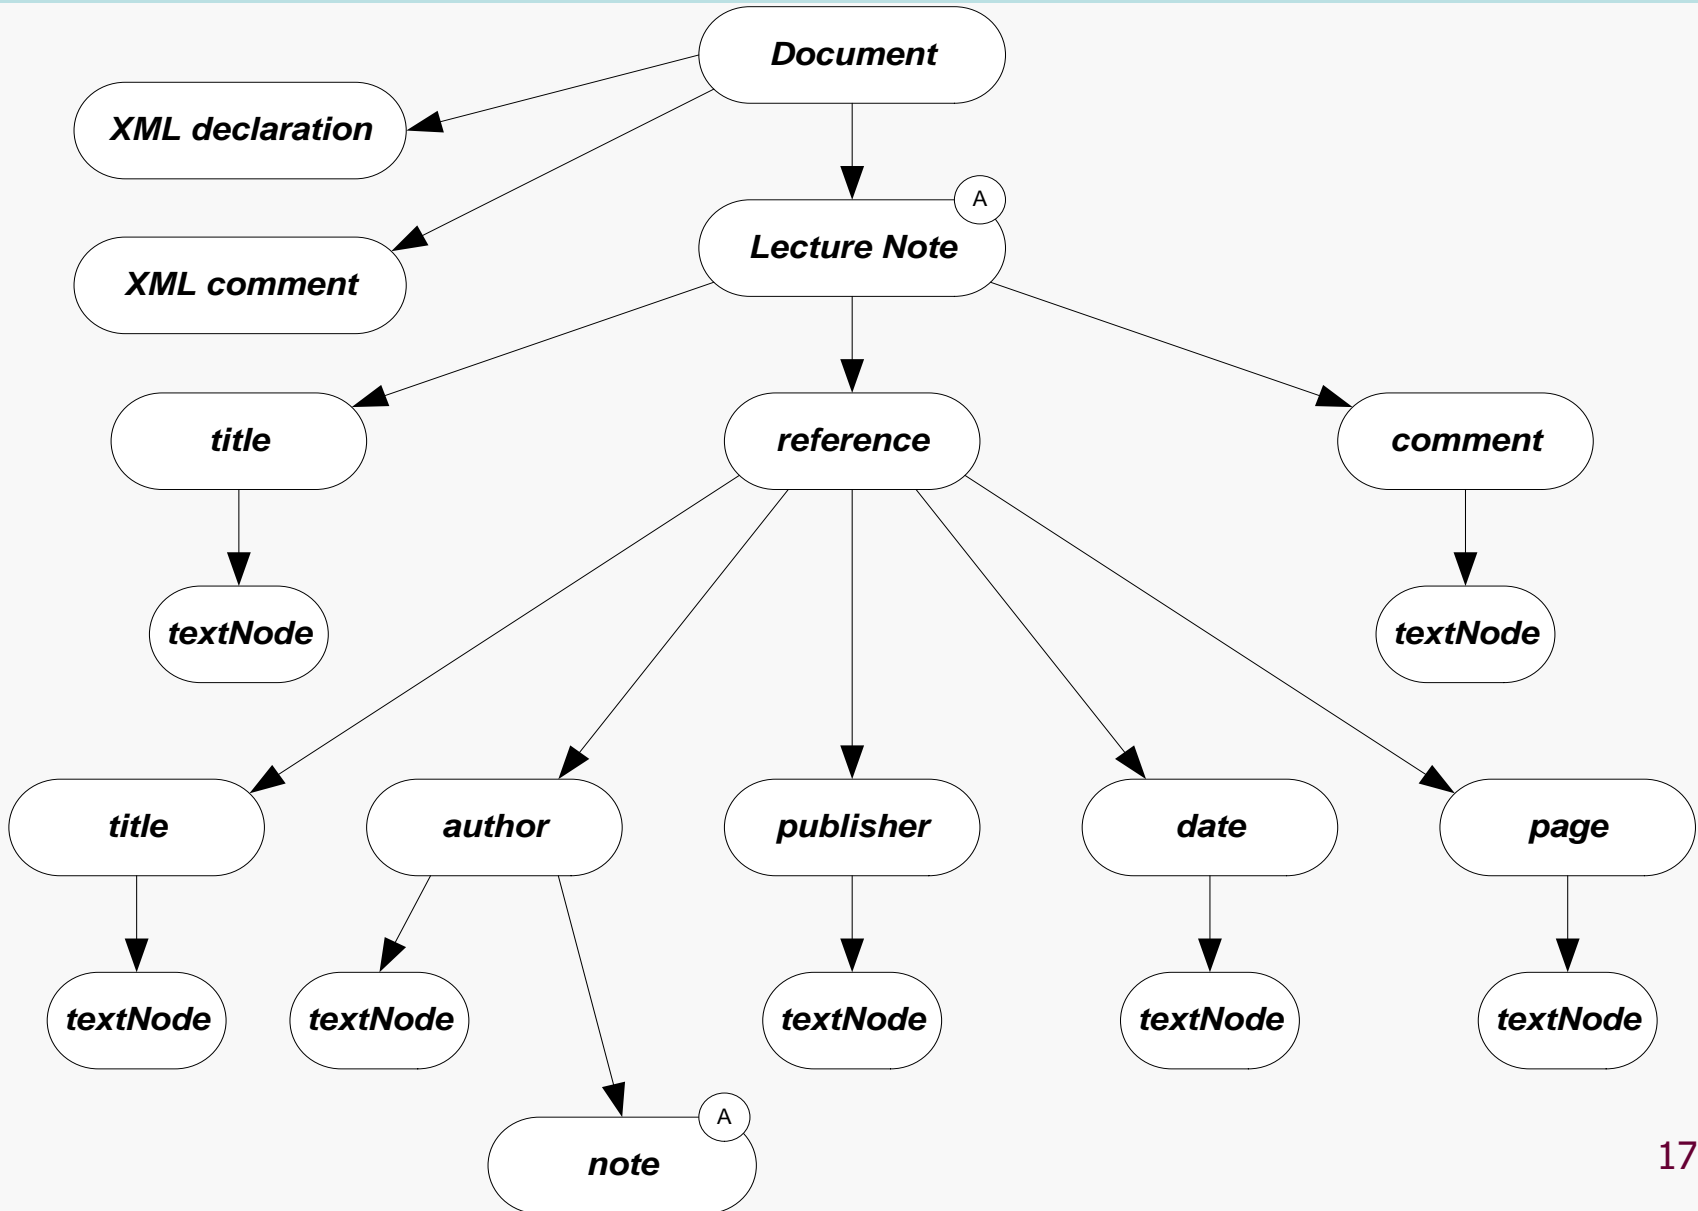 Document
XML declaration
A
Lecture Note
XML comment
title
reference
comment
textNode
textNode
title
author
publisher
date
page
textNode
textNode
textNode
textNode
textNode
A
note
17